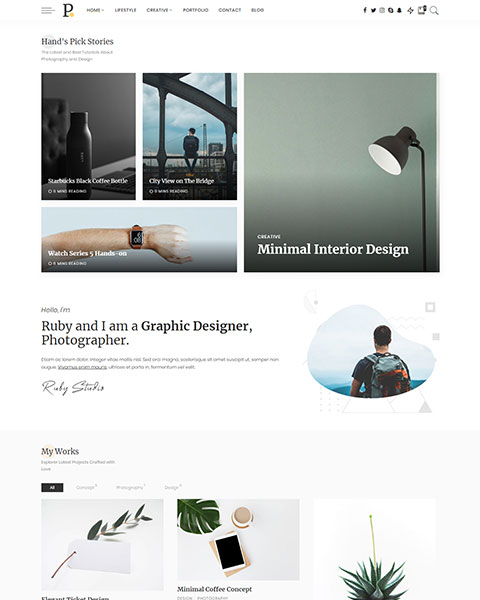 P.
HOME LIFESTYLE CREATIVE PORTFOLIO CONTACT BLOG
Hand's Pick Stories
The Latest and Best Tutorials About
Photography and Design
Starbucks Black Coffee Bottle
5 MINS READING
City View on The Bridge
9 MINS READING
CREATIVE
Minimal Interior Design
Watch Series 5 Hands-on
6 MINS READING
Hello, I'm
Ruby and I am a Graphic Designer,
Photographer.
Etiam ac lorem dolor. Integer vitae mattis nisl. Sed orci magna, scelerisque sit amet suscipit ut, semper non
augue. Vivamus enim mauris, ultrices et porta in, fermentum vel velit.
Ruby Studio
My Works
Explore Latest Projects Crafted with
Love
All Concept Photography Design
Elegant Ticket Design
Minimal Coffee Concept
DESIGN PHOTOGRAPHY